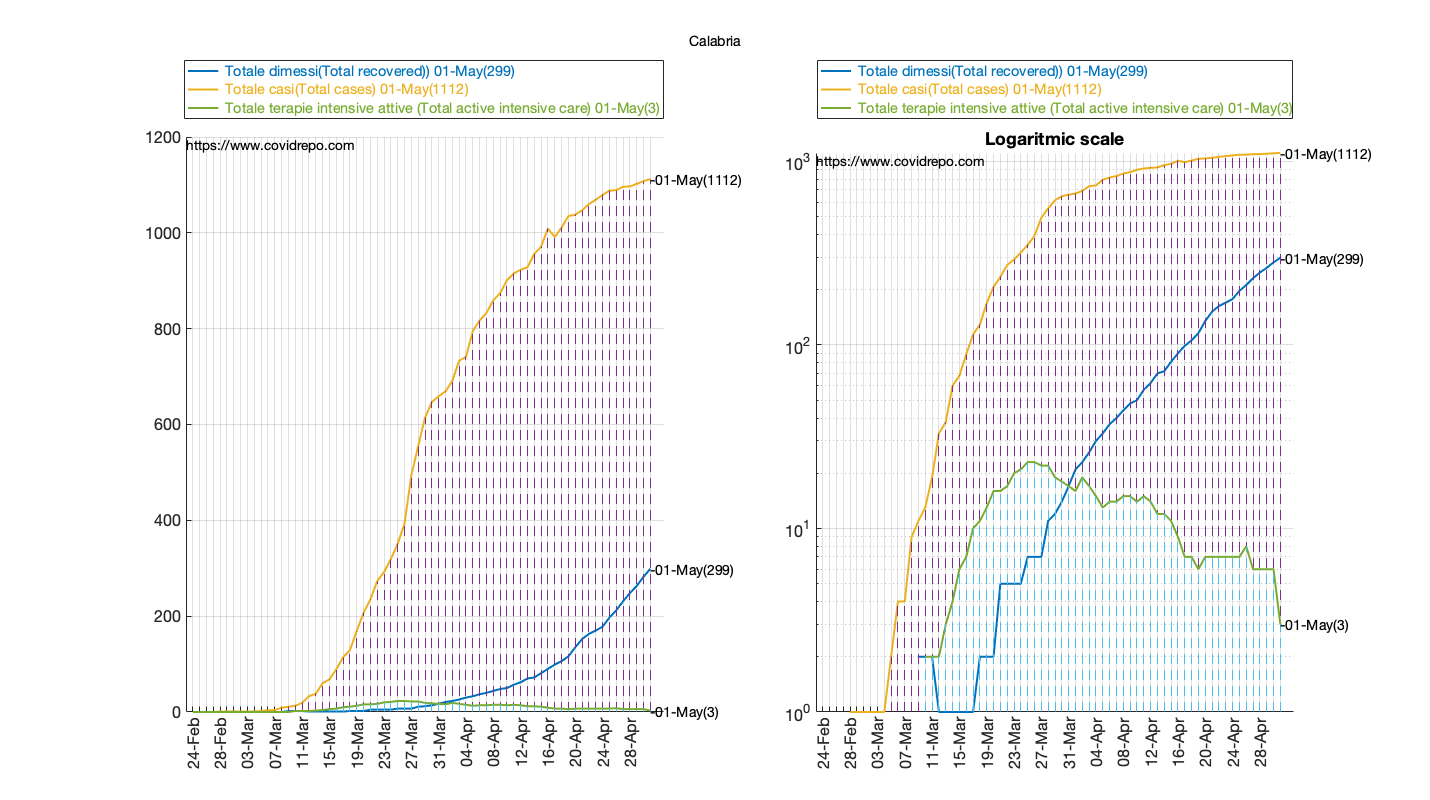 Calabria
Totale dimessi(Total recovered)) 01-May(299)
Totale casi(Total cases) 01-May(1112)
Totale terapie intensive attive (Total active intensive care) 01-May(3)
1200
https://www.covidrepo.com
01-May(1112)
1000
800
600
400
01-May(299)
200
0
01-May(3)
24-Feb
28-Feb
03-Mar
07-Mar
11-Mar
15-Mar
19-Mar
23-Mar
27-Mar
31-Mar
04-Apr
08-Apr
12-Apr
16-Apr
20-Apr
24-Apr
28-Apr
Totale dimessi(Total recovered)) 01-May(299)
Totale casi(Total cases) 01-May(1112)
Totale terapie intensive attive (Total active intensive care) 01-May(3)
Logaritmic scale
10^3
https://www.covidrepo.com
01-May(1112)
01-May(299)
10^2
10^1
01-May(3)
10^0
24-Feb
28-Feb
03-Mar
07-Mar
11-Mar
15-Mar
19-Mar
23-Mar
27-Mar
31-Mar
04-Apr
08-Apr
12-Apr
16-Apr
20-Apr
24-Apr
28-Apr